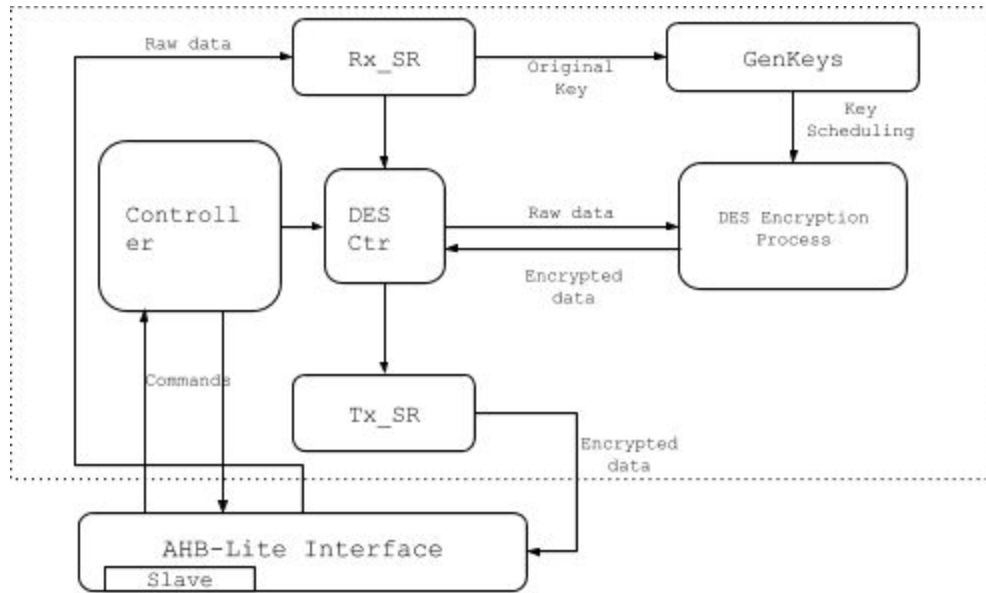 Raw data
Rx_SR
Original
Key
GenKeys
Key
Scheduling
Controll
er
DES
Ctr
Raw data
Encrypted
data
DES Encryption
Process
Commands
Tx_SR
Encrypted
data
AHB-Lite Interface
Slave